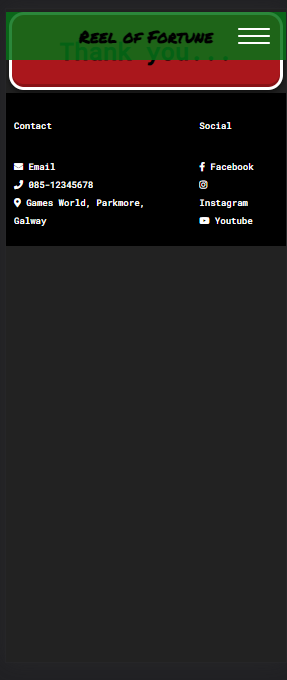 Reel of Fortune
Thank you...
Contact
Social
Email
Facebook
085-12345678
Games World, Parkmore,
Instagram
Galway
Youtube